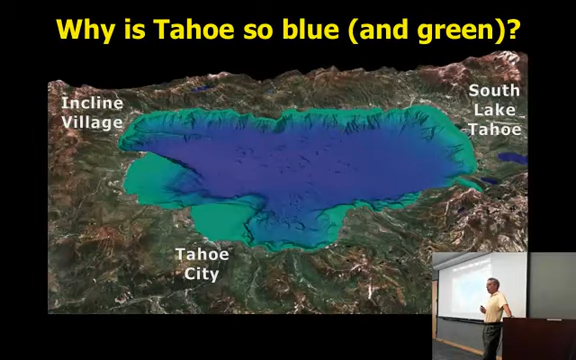 Why is Tahoe so blue (and green)?
Incline
Village
South
Lake
Tahoe
Tahoe
City